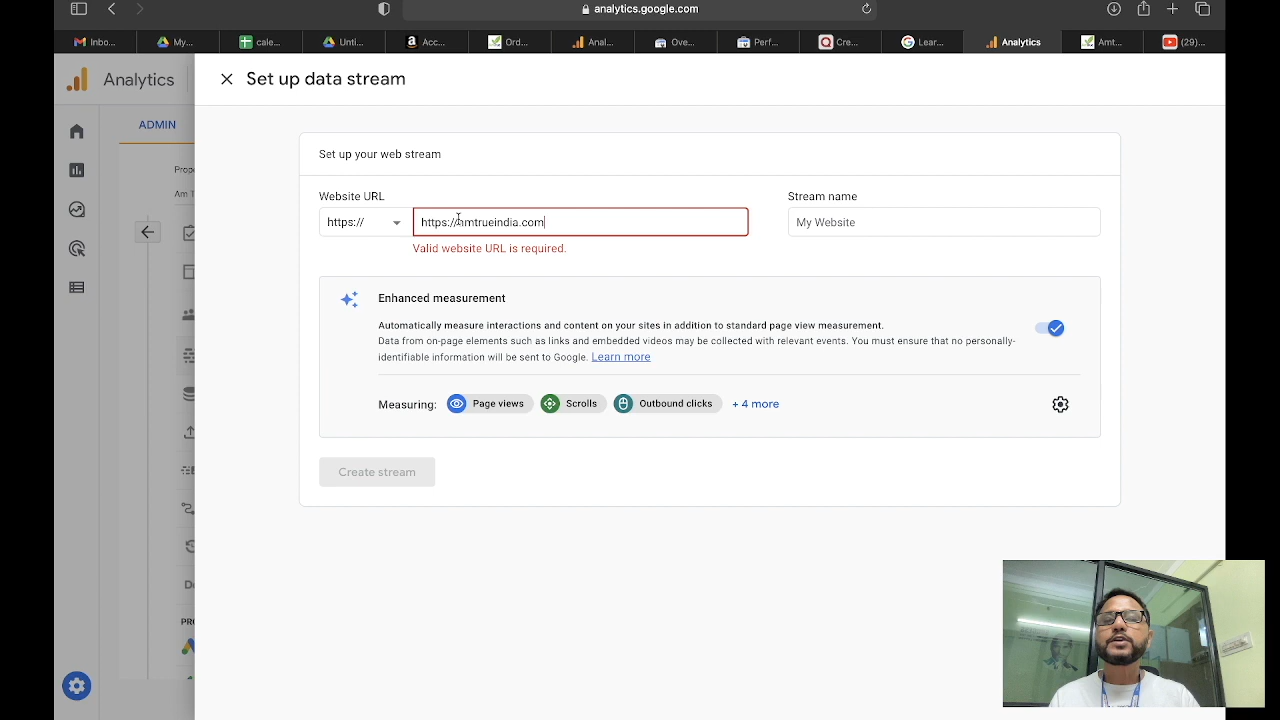 analytics.google.com
Inbo... My... cale... Unti... Acc... Ord... Anal... Ove... Perf... Cre... Lear... Analytics Amt... (29)...
Analytics
Set up data stream
ADMIN
Set up your web stream
Prop
Am T
Website URL
Stream name
https://
My Website
Valid website URL is required.
Enhanced measurement
Automatically measure interactions and content on your sites in addition to standard page view measurement.
Data from on-page elements such as links and embedded videos may be collected with relevant events. You must ensure that no personally-
identifiable information will be sent to Google. Learn more
Measuring: Page views Scrolls Outbound clicks + 4 more
Create stream